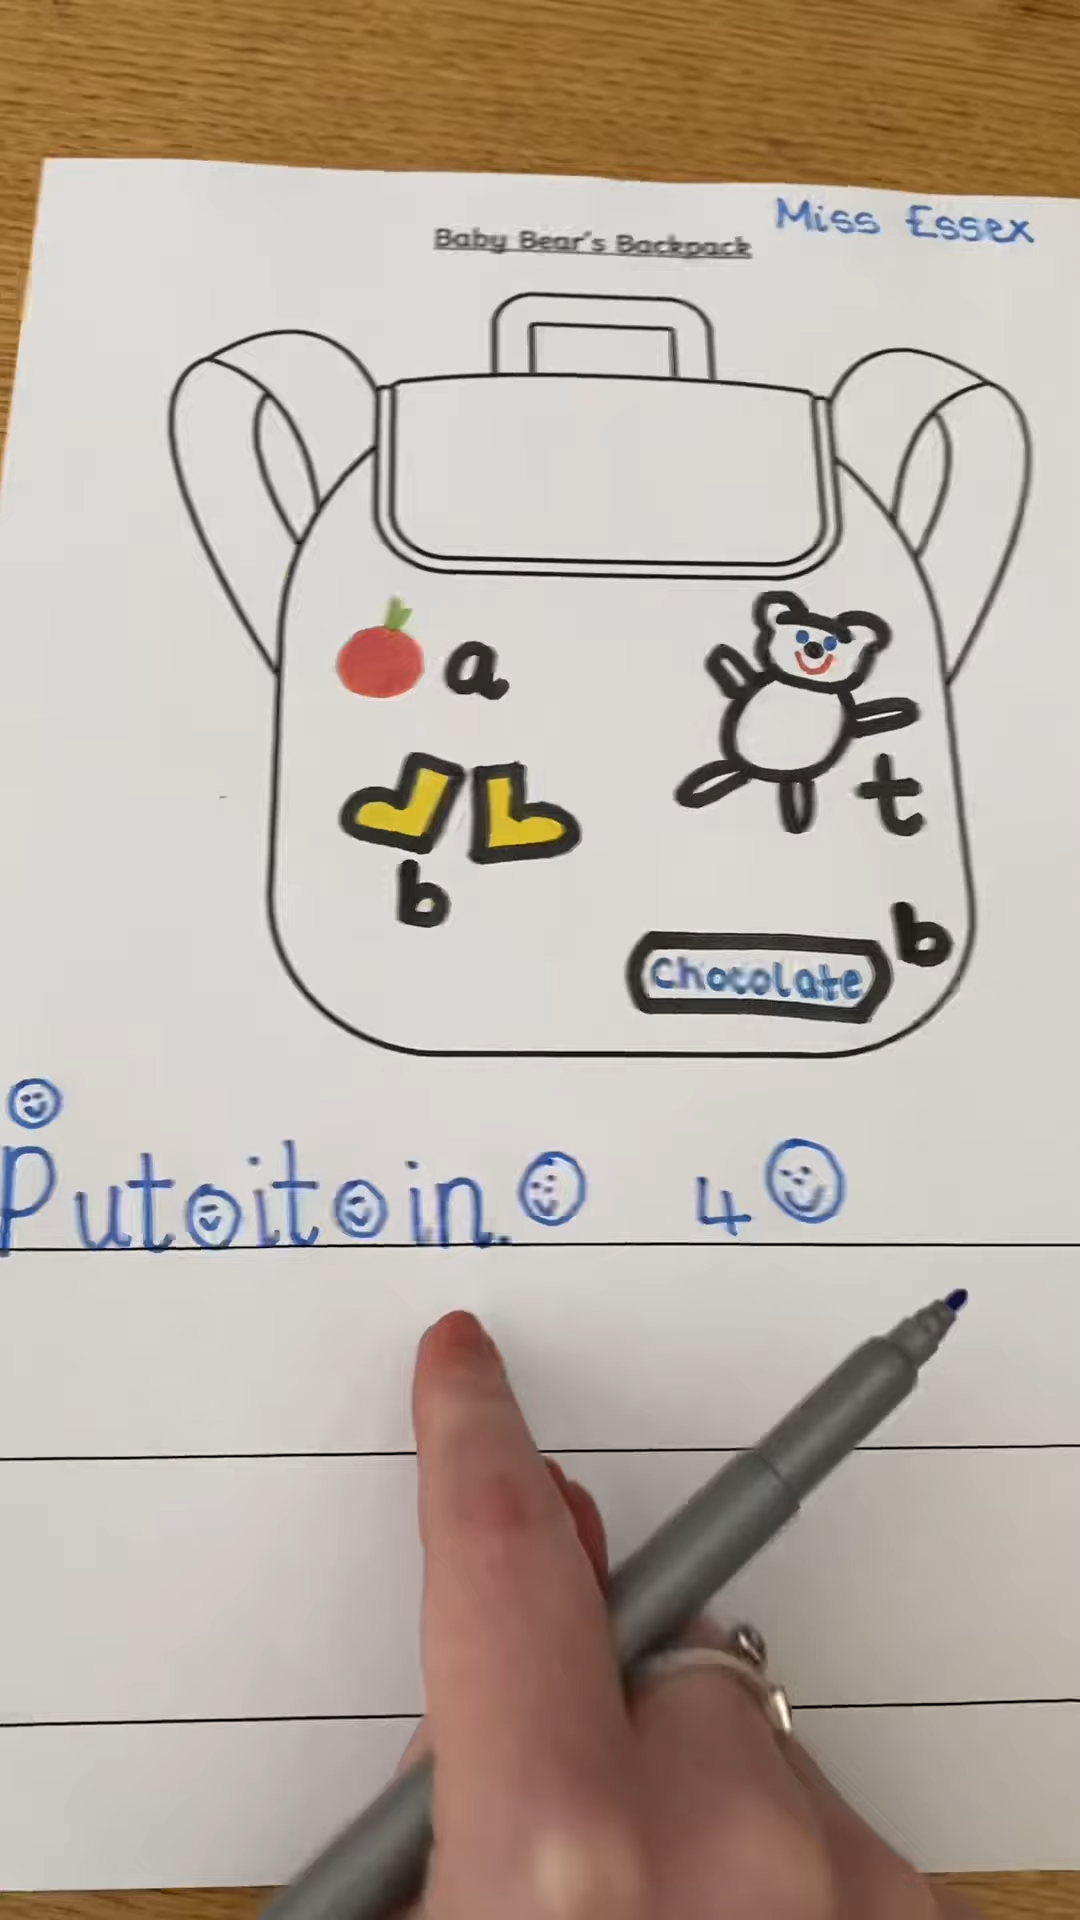 Miss Essex
Baby Bear's Backpack
a
t
b
b
Chocolate
Put it in. 4